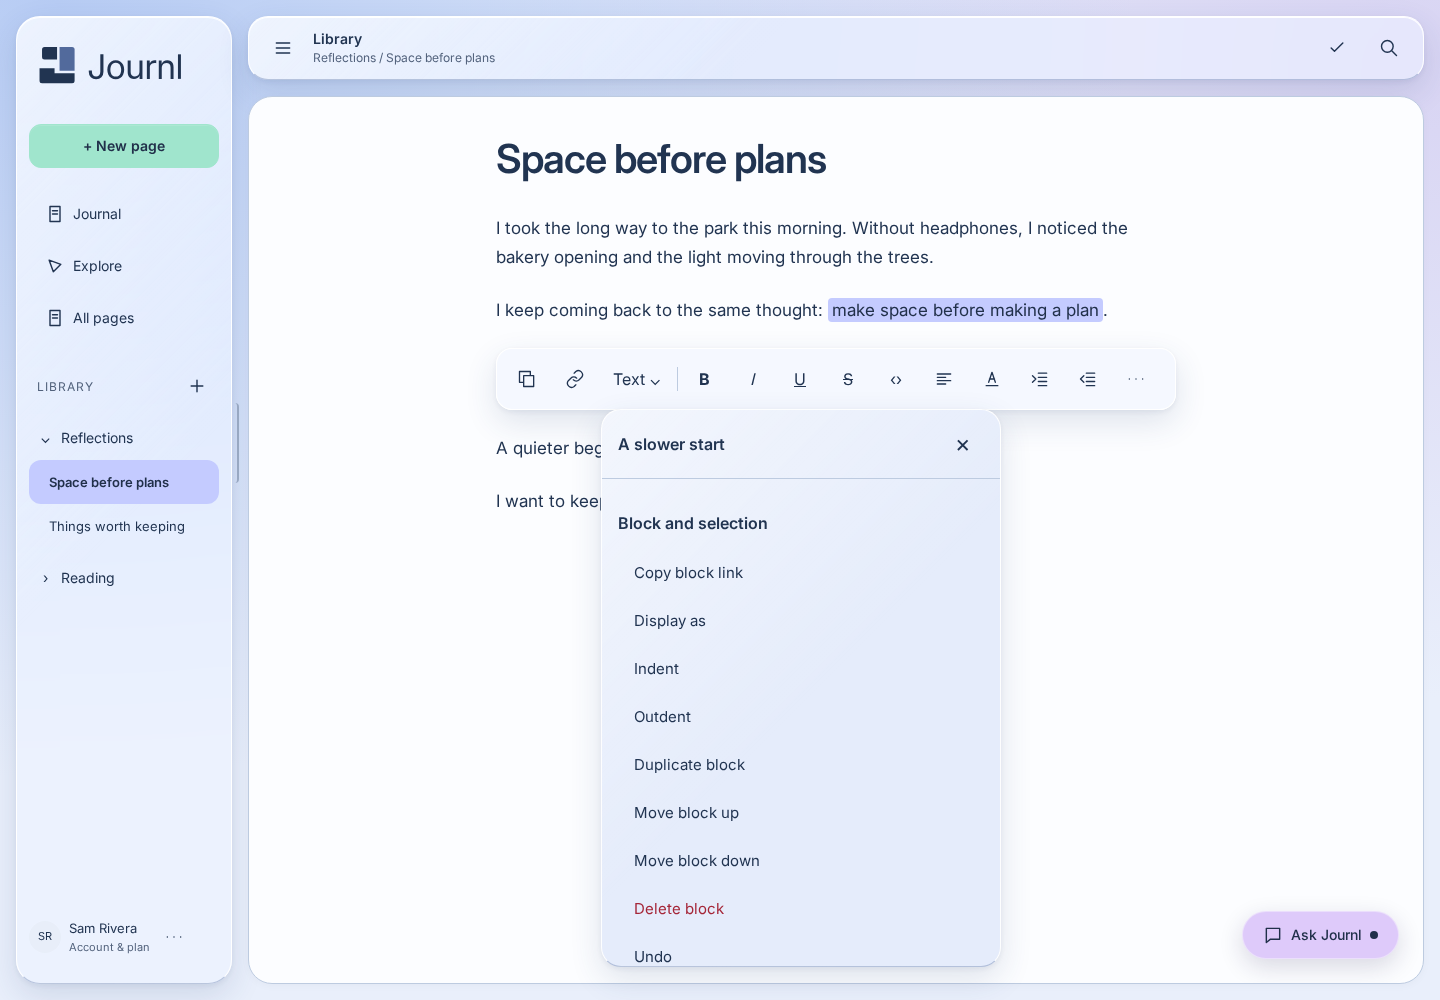 Journl
+ New page
Journal
Explore
All pages
LIBRARY
Reflections
Space before plans
Things worth keeping
Reading
SR
Sam Rivera
Account & plan
Library
Reflections / Space before plans
Space before plans
I took the long way to the park this morning. Without headphones, I noticed the
bakery opening and the light moving through the trees.
I keep coming back to the same thought: make space before making a plan.
Text
B I U S A
A quieter beg
I want to keep
A slower start
Block and selection
Copy block link
Display as
Indent
Outdent
Duplicate block
Move block up
Move block down
Delete block
Undo
Ask Journl